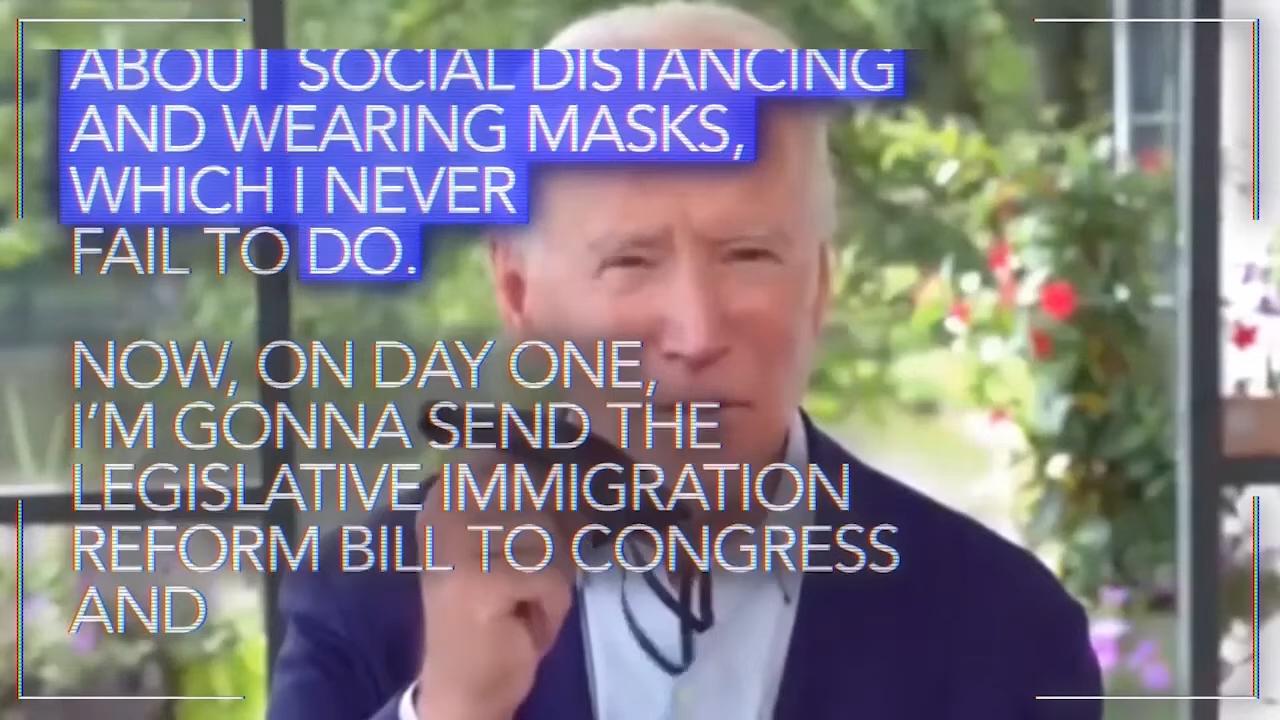 ABOUT SOCIAL DISTANCING
AND WEARING MASKS,
WHICH I NEVER
FAIL TO DO.
NOW, ON DAY ONE,
I'M GONNA SEND THE
LEGISLATIVE IMMIGRATION
REFORM BILL TO CONGRESS
AND